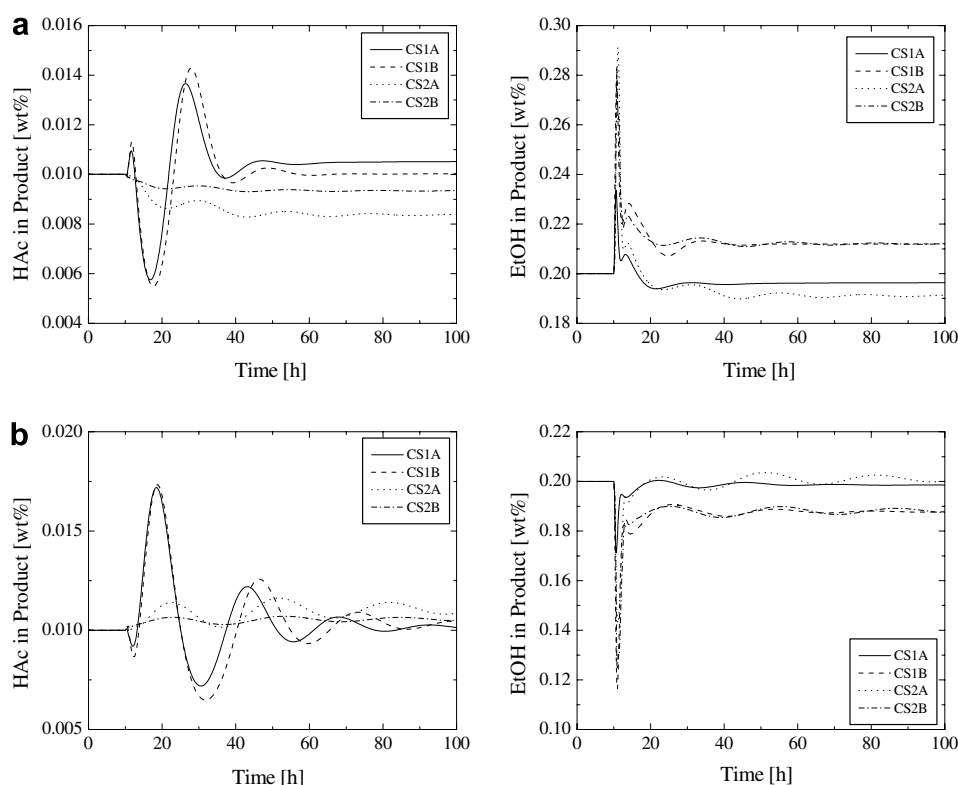 a
HAc in Product [wt%]
0.016
0.014
0.012
0.010
0.008
0.006
0.004
0
20
40
60
80
100
Time [h]
CS1A
CS1B
CS2A
CS2B
EtOH in Product [wt%]
0.30
0.28
0.26
0.24
0.22
0.20
0.18
0
20
40
60
80
100
Time [h]
CS1A
CS1B
CS2A
CS2B
b
HAc in Product [wt%]
0.020
0.015
0.010
0.005
0
20
40
60
80
100
Time [h]
CS1A
CS1B
CS2A
CS2B
EtOH in Product [wt%]
0.22
0.20
0.18
0.16
0.14
0.12
0.10
0
20
40
60
80
100
Time [h]
CS1A
CS1B
CS2A
CS2B